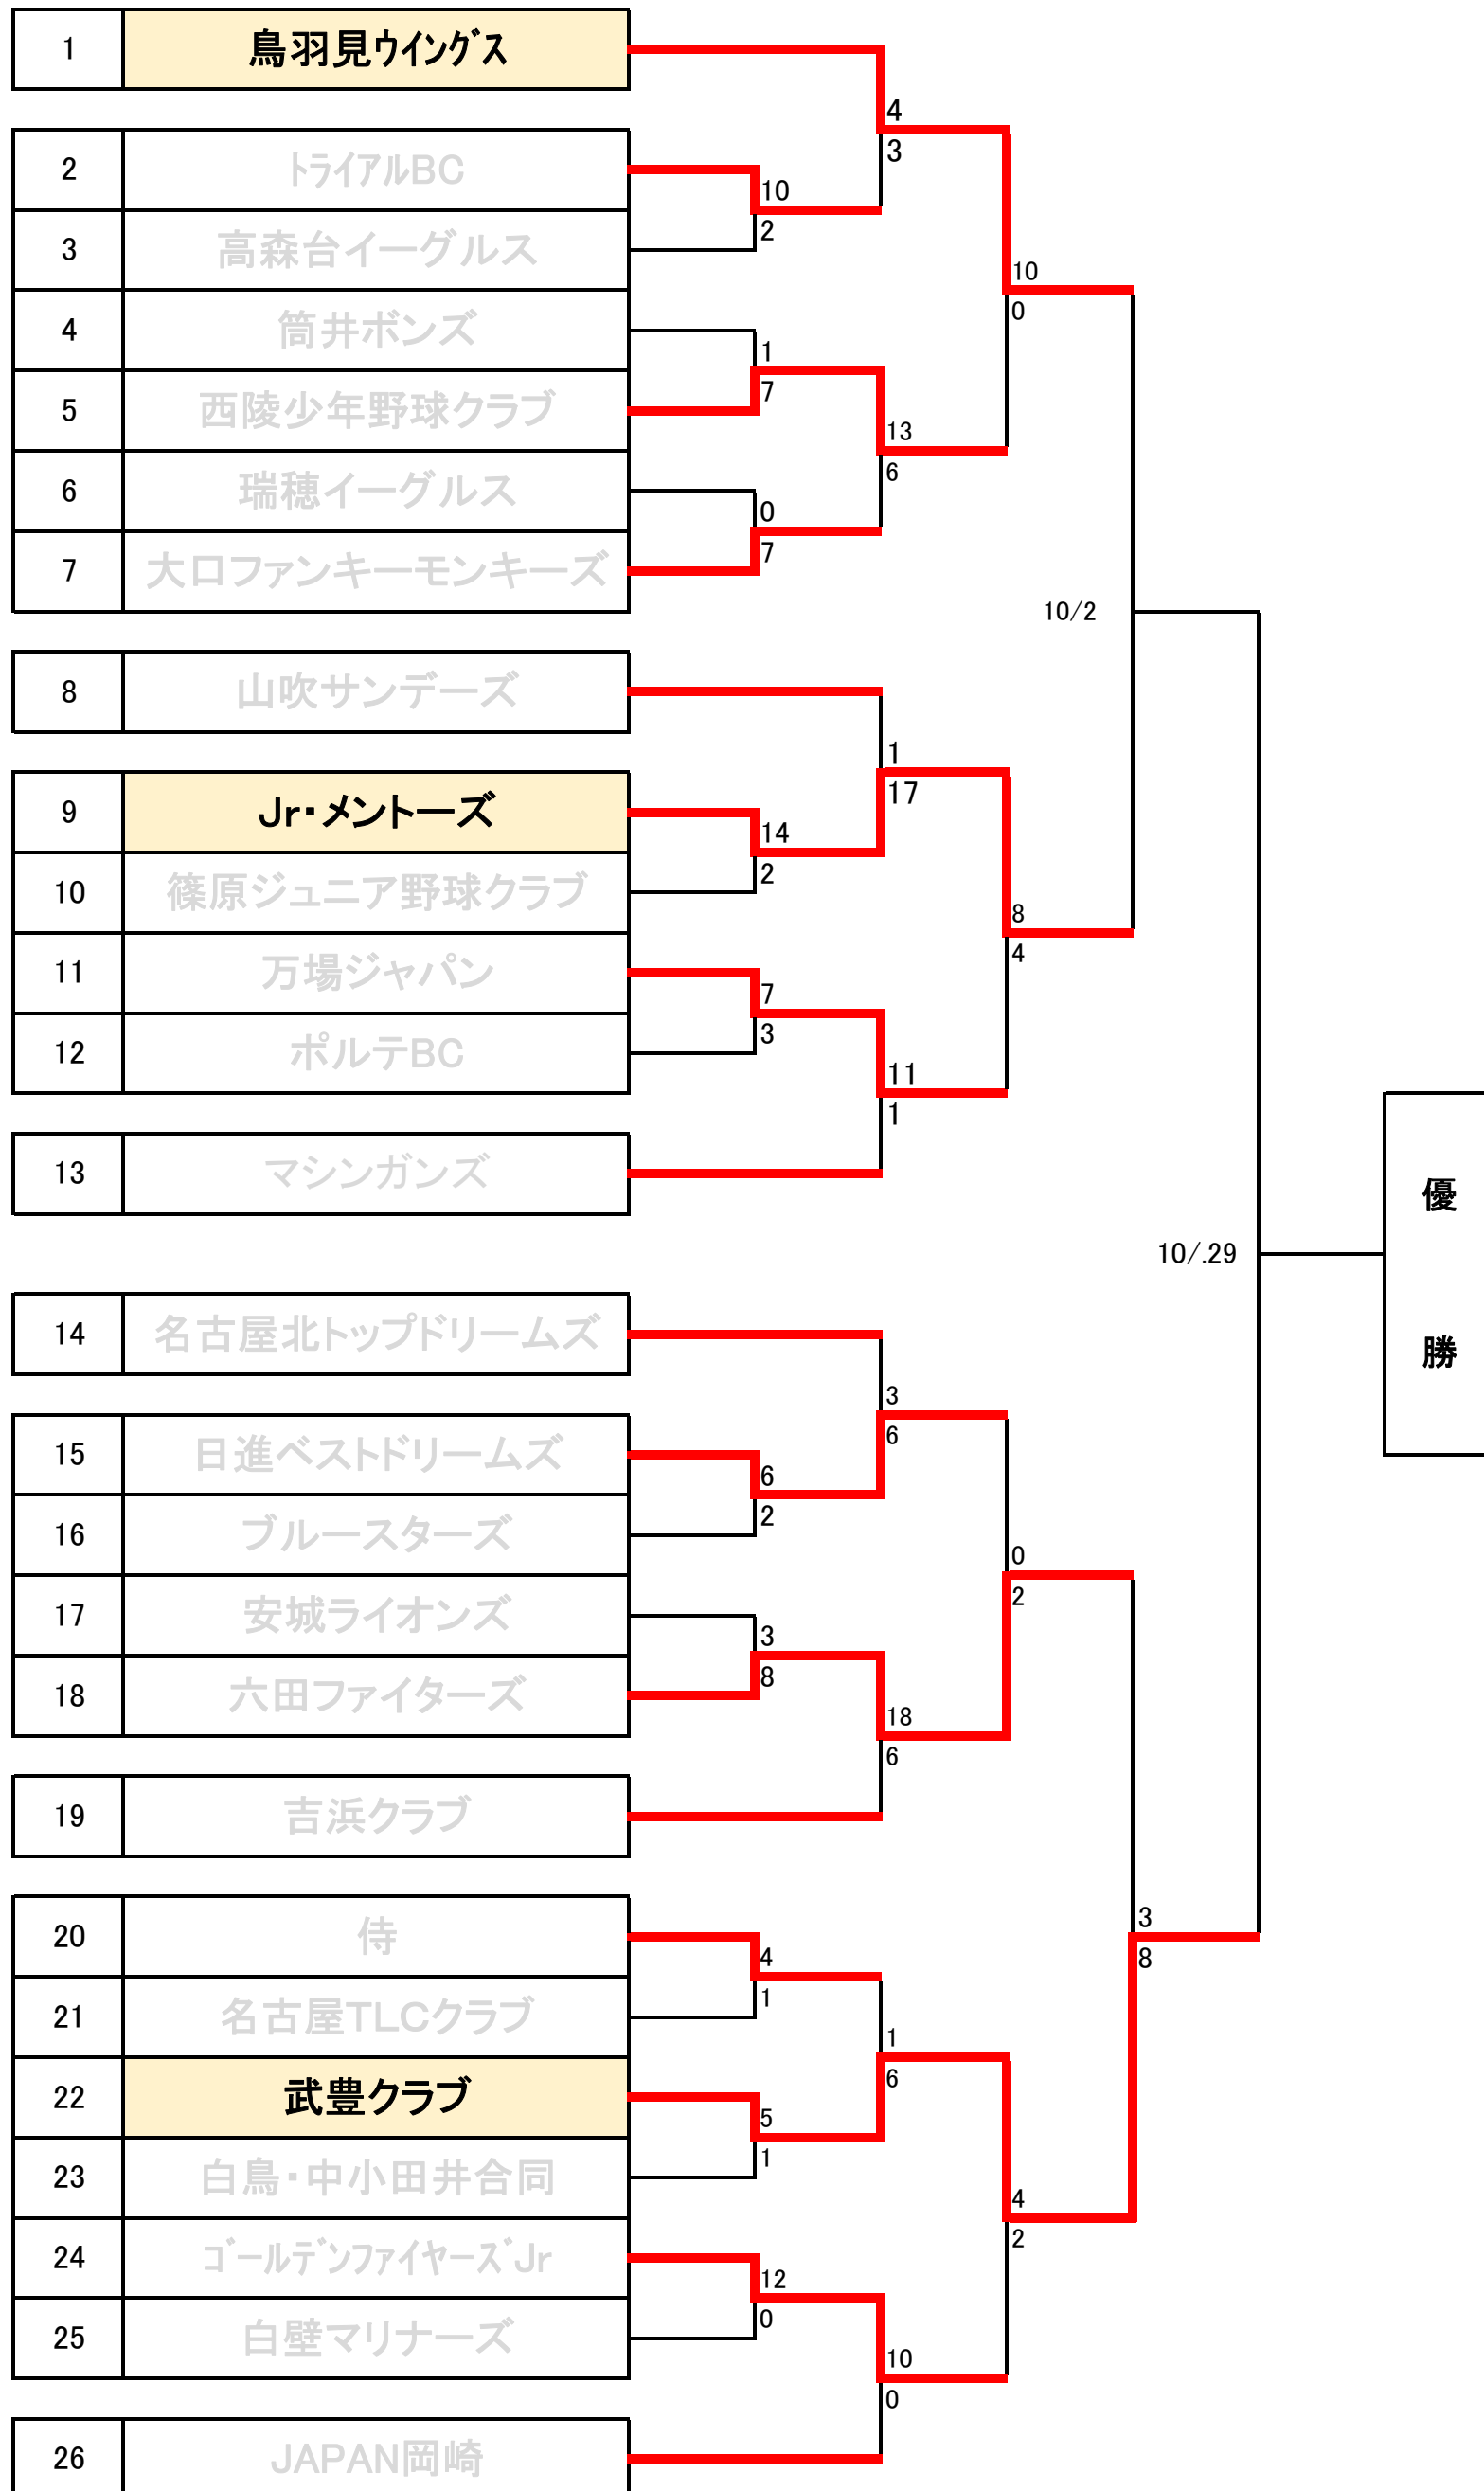 1 鳥羽見ｳｲﾝｸﾞｽ
4
2 ﾄﾗｲｱﾙBC
3
10
3 高森台イーグルス
2
10
4 筒井ボンズ
0
1
5 西陵少年野球クラブ
7
13
6 瑞穂イーグルス
6
0
7 大口ファンキーモンキーズ
7
10/2
8 山吹サンデーズ
1
9 Jr・メントーズ
17
14
10 篠原ジュニア野球クラブ
2
8
11 万場ジャパン
4
7
12 ポルテBC
3
11
1
13 マシンガンズ
優
勝
10/.29
14 名古屋北トップドリームズ
3
15 日進ベストドリームズ
6
6
16 ブルースターズ
2
0
17 安城ライオンズ
2
3
18 六田ファイターズ
8
18
6
19 吉浜クラブ
20 侍
3
8
4
21 名古屋TLCクラブ
1
1
22 武豊クラブ
6
5
23 白鳥・中小田井合同
1
4
24 ｺﾞｰﾙﾃﾞﾝﾌｧｲﾔｰｽﾞJr
2
12
25 白壁マリナーズ
0
10
0
26 JAPAN岡崎